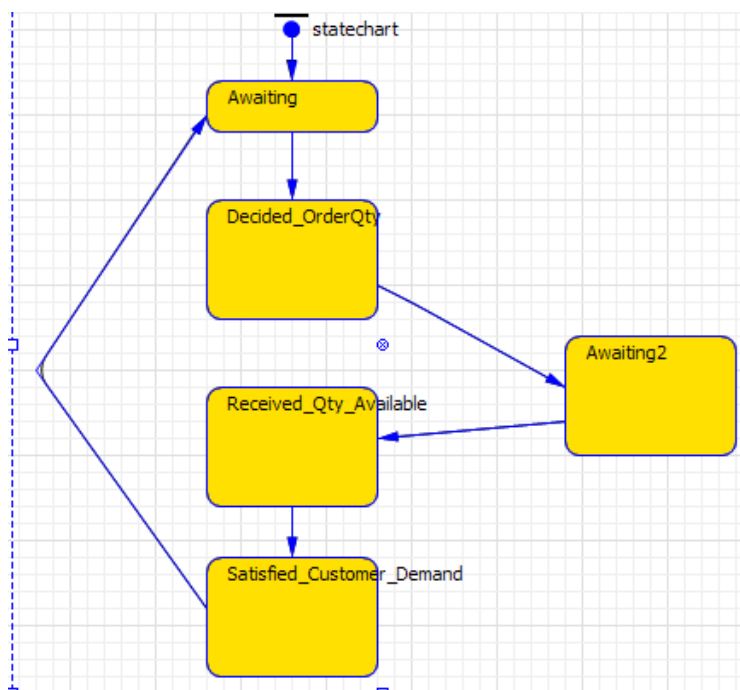 statechart
Awaiting
Decided_OrderQty
Awaiting2
Received_Qty_Available
Satisfied_Customer_Demand